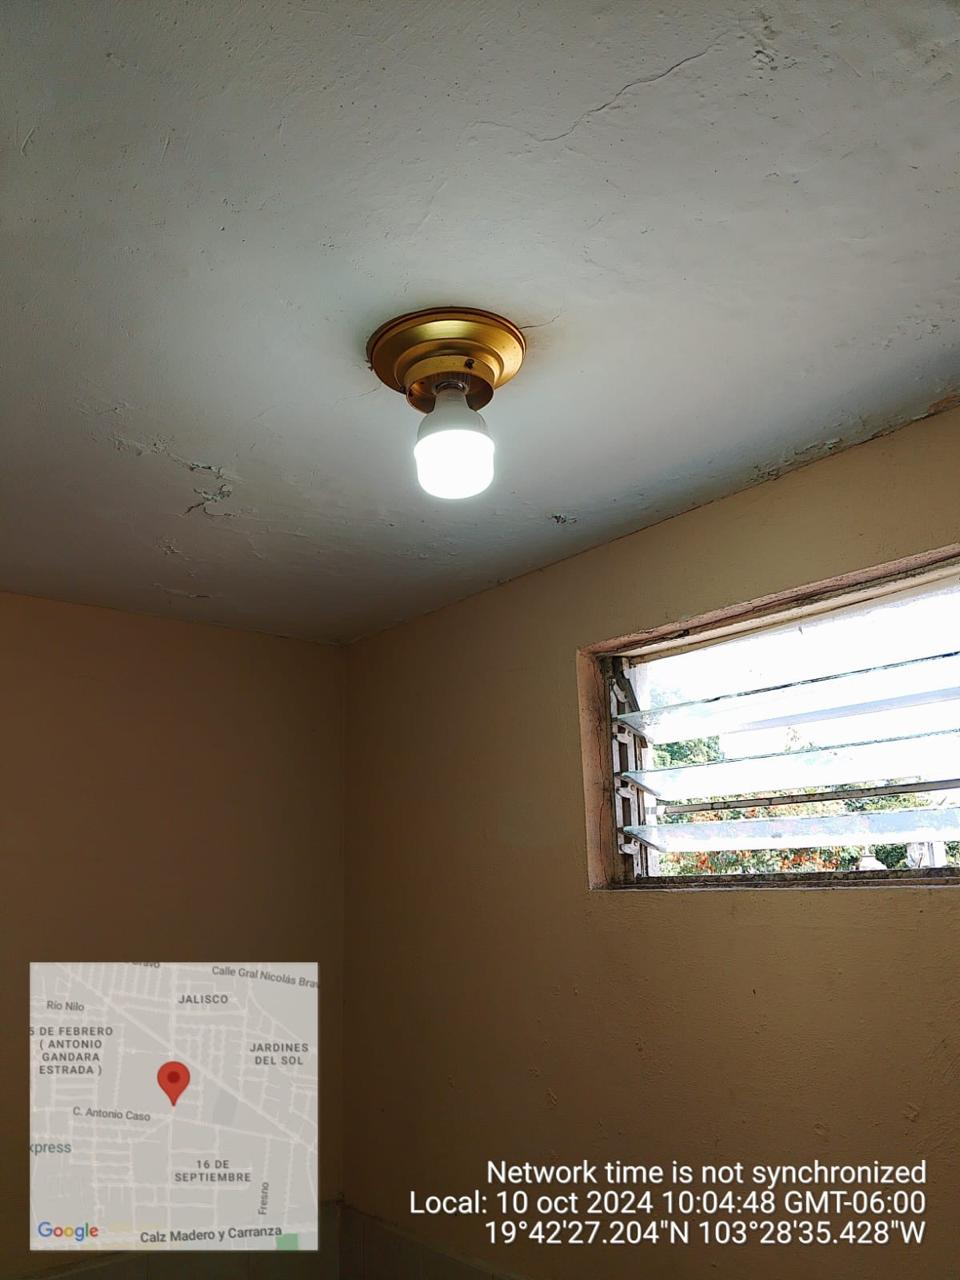 Calle Gral Nicolás Brav
JALISCO
Río Nilo
5 DE FEBRERO
( ANTONIO
GANDARA
ESTRADA )
JARDINES
DEL SOL
C. Antonio Caso
xpress
16 DE
SEPTIEMBRE
Fresno
Google
Calz Madero y Carranza
Network time is not synchronized
Local: 10 oct 2024 10:04:48 GMT-06:00
19°42'27.204"N 103°28'35.428"W